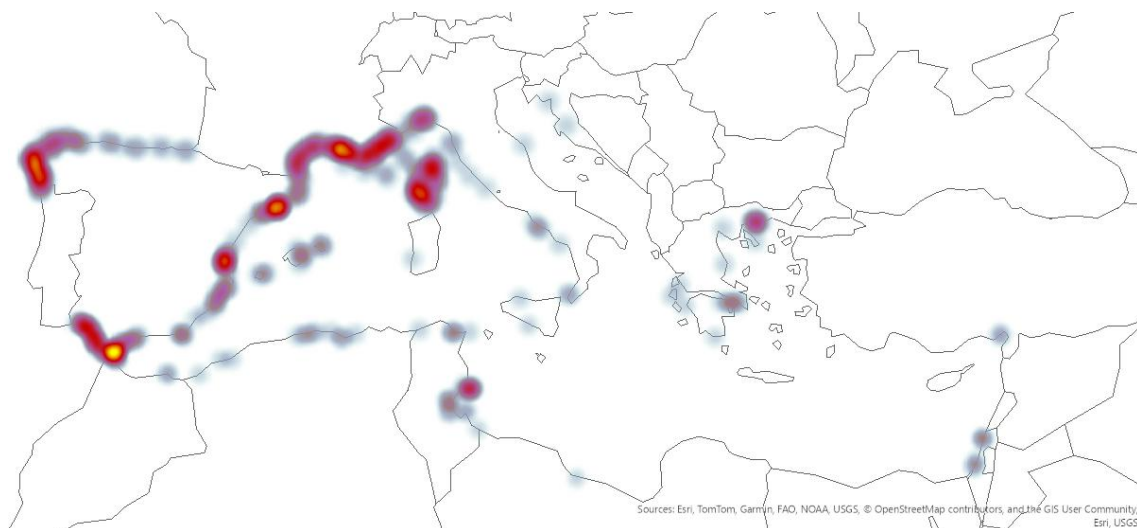 Sources: Esri, TomTom, Garmin, FAO, NOAA, USGS, © OpenStreetMap contributors, and the GIS User Community,
Esri, USGS